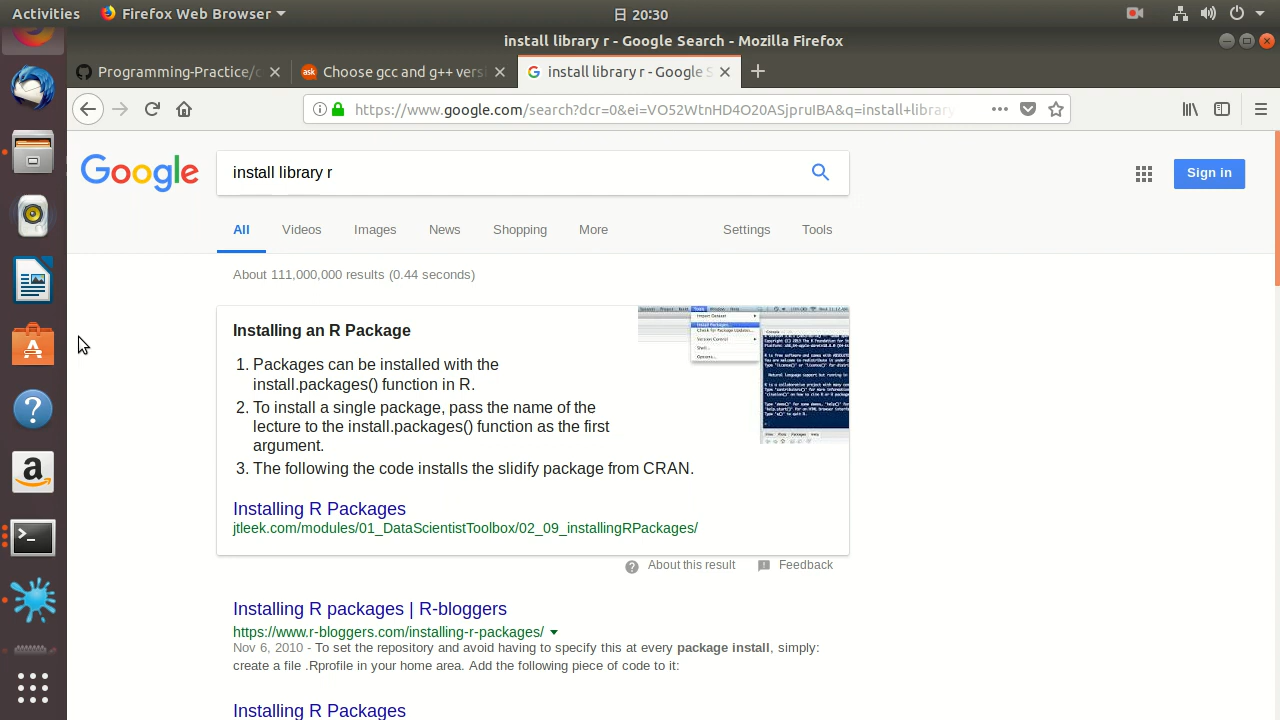 Activities Firefox Web Browser 日 20:30
install library r - Google Search - Mozilla Firefox
Programming-Practice/c Choose gcc and g++ versi install library r - Google S
https://www.google.com/search?dcr=0&ei=VO52WtnHD4O20ASjpruIBA&q=install+library
Google install library r Sign in
All Videos Images News Shopping More Settings Tools
About 111,000,000 results (0.44 seconds)
Installing an R Package
1. Packages can be installed with the
install.packages() function in R.
2. To install a single package, pass the name of the
lecture to the install.packages() function as the first
argument.
3. The following the code installs the slidify package from CRAN.
Installing R Packages
jtleek.com/modules/01_DataScientistToolbox/02_09_installingRPackages/
About this result Feedback
Installing R packages | R-bloggers
https://www.r-bloggers.com/installing-r-packages/
Nov 6, 2010 - To set the repository and avoid having to specify this at every package install, simply:
create a file .Rprofile in your home area. Add the following piece of code to it:
Installing R Packages